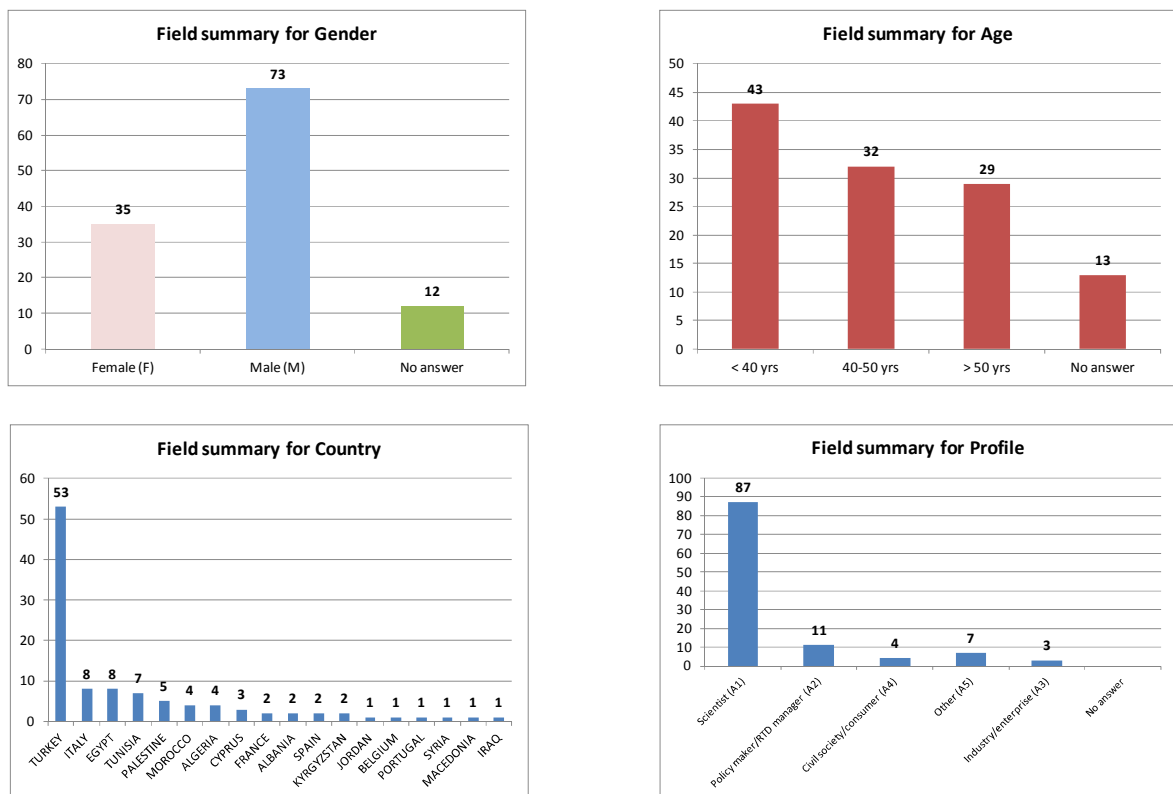 Field summary for Gender
80
70
60
50
40
30
20
10
0
35
73
12
Female (F)
Male (M)
No answer
Field summary for Age
50
45
40
35
30
25
20
15
10
5
0
43
32
29
13
< 40 yrs
40-50 yrs
> 50 yrs
No answer
Field summary for Country
60
50
40
30
20
10
0
53
8
8
7
5
4
4
3
2
2
2
2
1
1
1
1
1
1
TURKEY
ITALY
EGYPT
TUNISIA
PALESTINE
MOROCCO
ALGERIA
CYPRUS
FRANCE
ALBANIA
SPAIN
KYRGYZSTAN
JORDAN
BELGIUM
PORTUGAL
SYRIA
MACEDONIA
IRAQ
Field summary for Profile
100
90
80
70
60
50
40
30
20
10
0
87
11
4
7
3
Scientist (A1)
Policy maker/RTD manager (A2)
Civil society/consumer (A4)
Other (A5)
Industry/enterprise (A3)
No answer